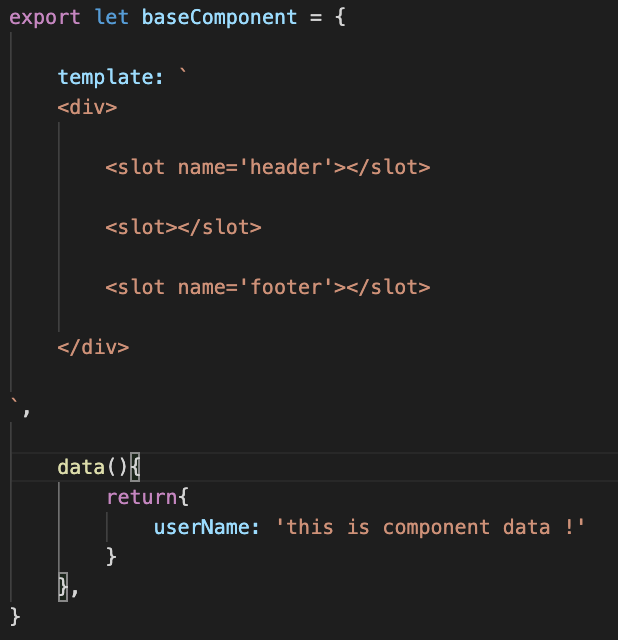 export let baseComponent = {
template: `
<div>
<slot name='header'></slot>
<slot></slot>
<slot name='footer'></slot>
</div>
`,
data(){
return{
userName: 'this is component data !'
}
},
}